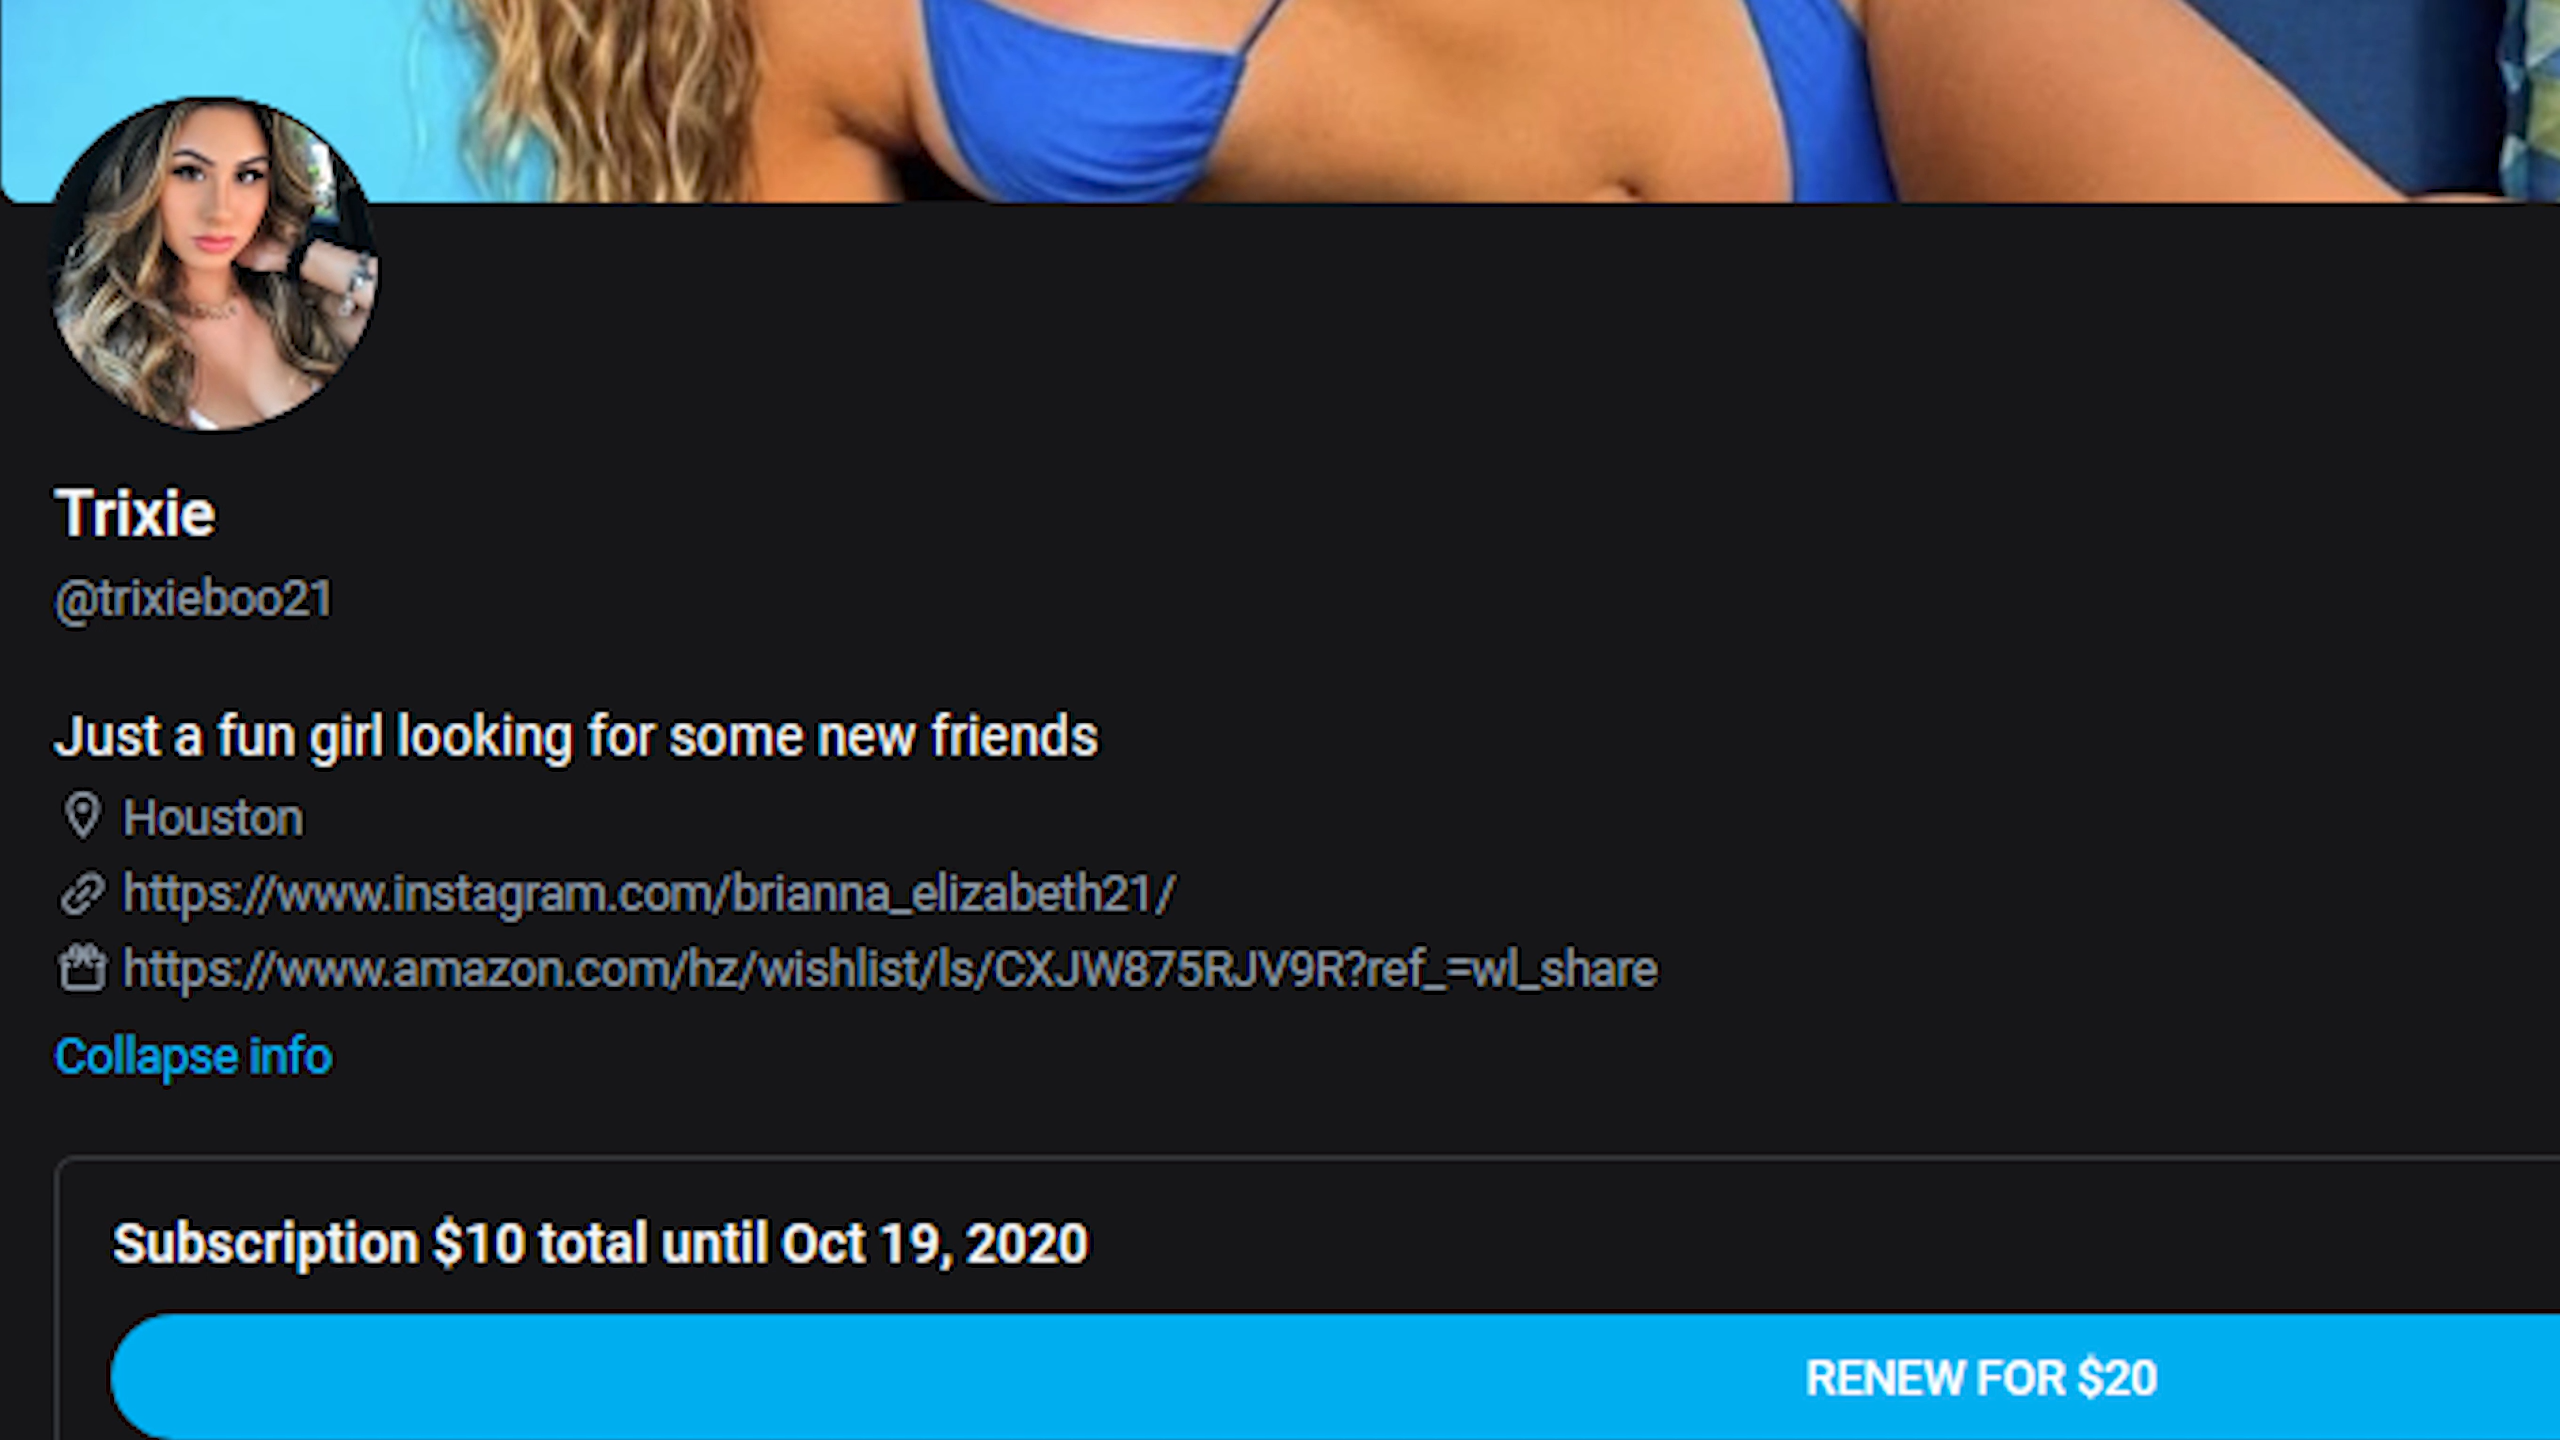 Trixie
@trixieboo21
Just a fun girl looking for some new friends
Houston
https://www.instagram.com/brianna_elizabeth21/
https://www.amazon.com/hz/wishlist/ls/CXJW875RJV9R?ref_=wl_share
Collapse info
Subscription $10 total until Oct 19, 2020
RENEW FOR $20